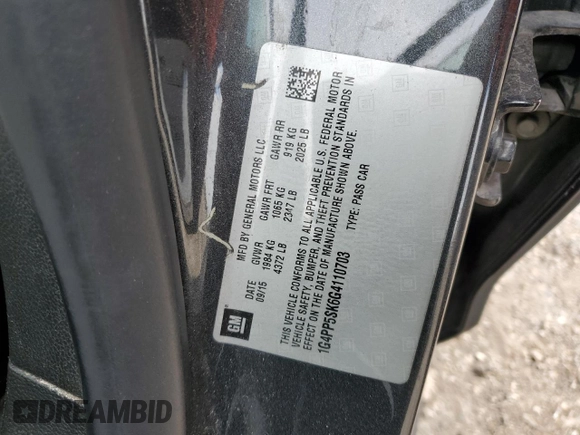 MFD BY GENERAL MOTORS LLC
DATE GVWR GAWR FRT GAWR RR
09/15 1984 KG 1065 KG 919 KG
4372 LB 2347 LB 2025 LB
THIS VEHICLE CONFORMS TO ALL APPLICABLE U.S. FEDERAL MOTOR
VEHICLE SAFETY, BUMPER, AND THEFT PREVENTION STANDARDS IN
EFFECT ON THE DATE OF MANUFACTURE SHOWN ABOVE.
1G4PP5SK6G4110703 TYPE: PASS CAR
GM
DREAMBID